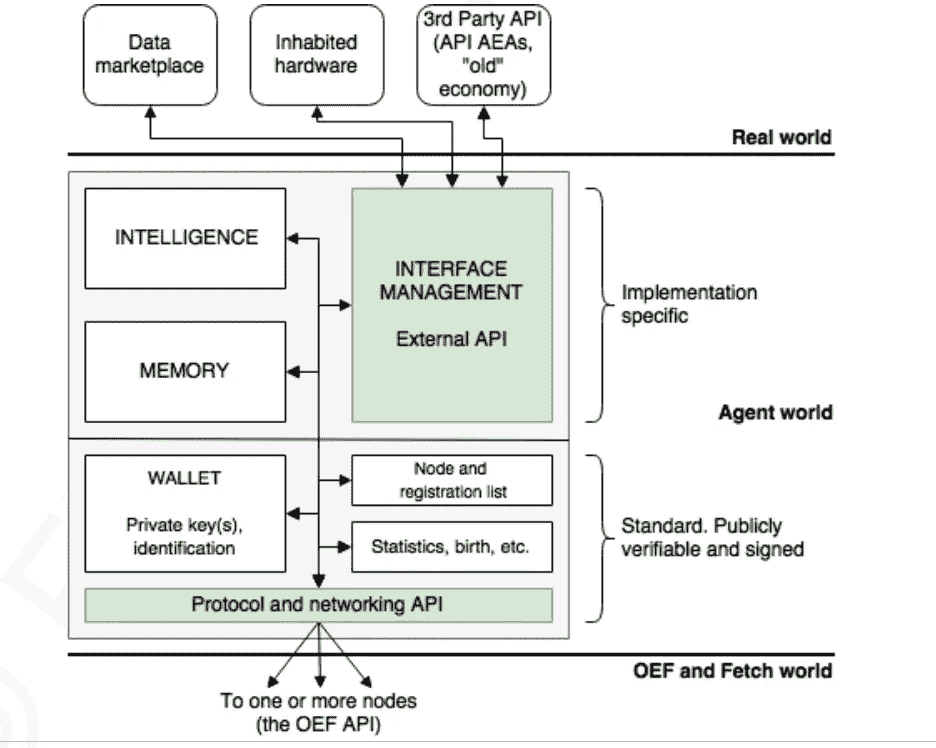 Data
marketplace
Inhabited
hardware
3rd Party API
(API AEAs,
"old"
economy)
Real world
INTELLIGENCE
INTERFACE
MANAGEMENT
External API
Implementation
specific
MEMORY
Agent world
WALLET
Private key(s),
identification
Node and
registration list
Statistics, birth, etc.
Standard. Publicly
verifiable and signed
Protocol and networking API
OEF and Fetch world
To one or more nodes
(the OEF API)